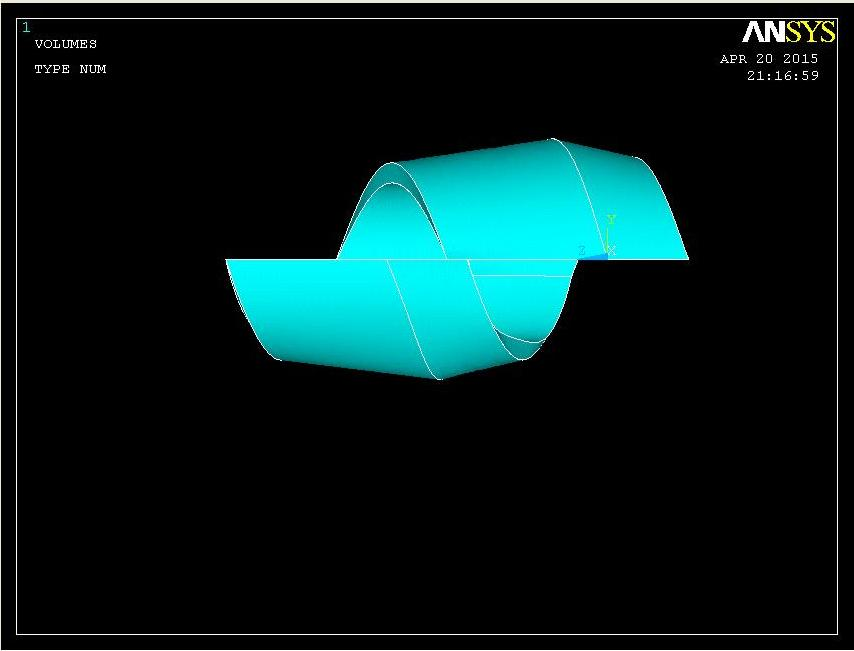 1
VOLUMES
TYPE NUM
ANSYS
APR 20 2015
21:16:59
Y
Z
X